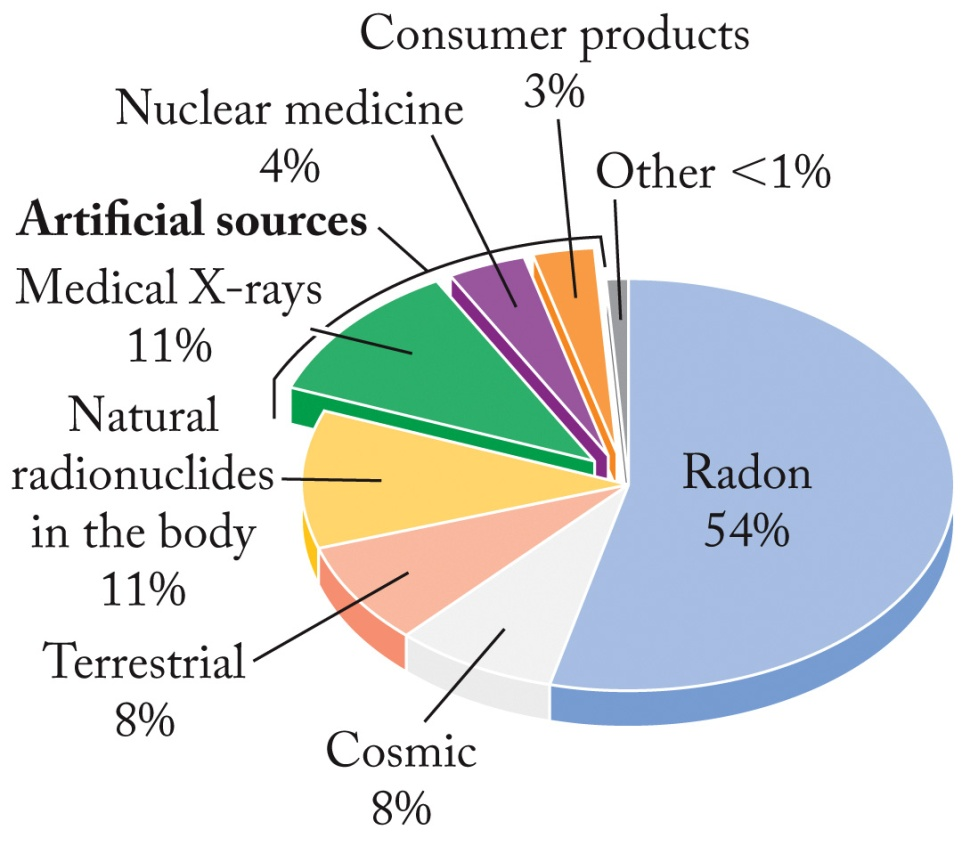 Consumer products
3%
Nuclear medicine
4%
Other <1%
Artificial sources
Medical X-rays
11%
Natural
radionuclides
in the body
11%
Radon
54%
Terrestrial
8%
Cosmic
8%